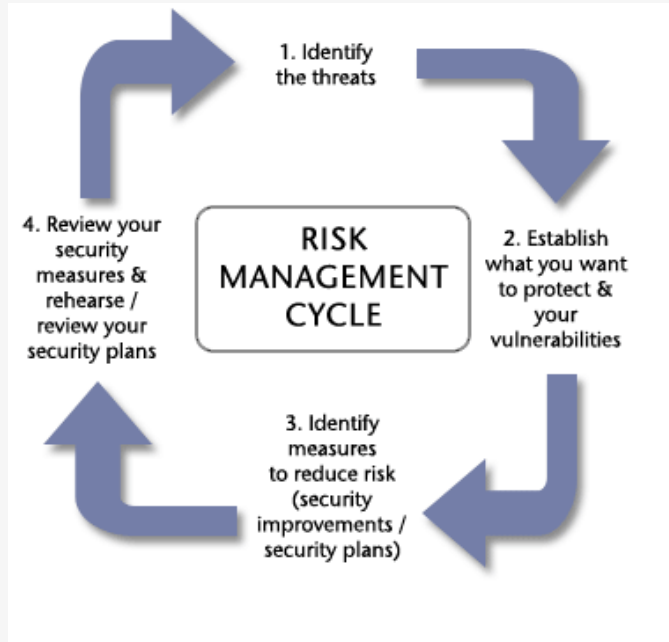 1. Identify
the threats
2. Establish
what you want
to protect &
your
vulnerabilities
3. Identify
measures
to reduce risk
(security
improvements /
security plans)
4. Review your
security
measures &
rehearse /
review your
security plans
RISK
MANAGEMENT
CYCLE